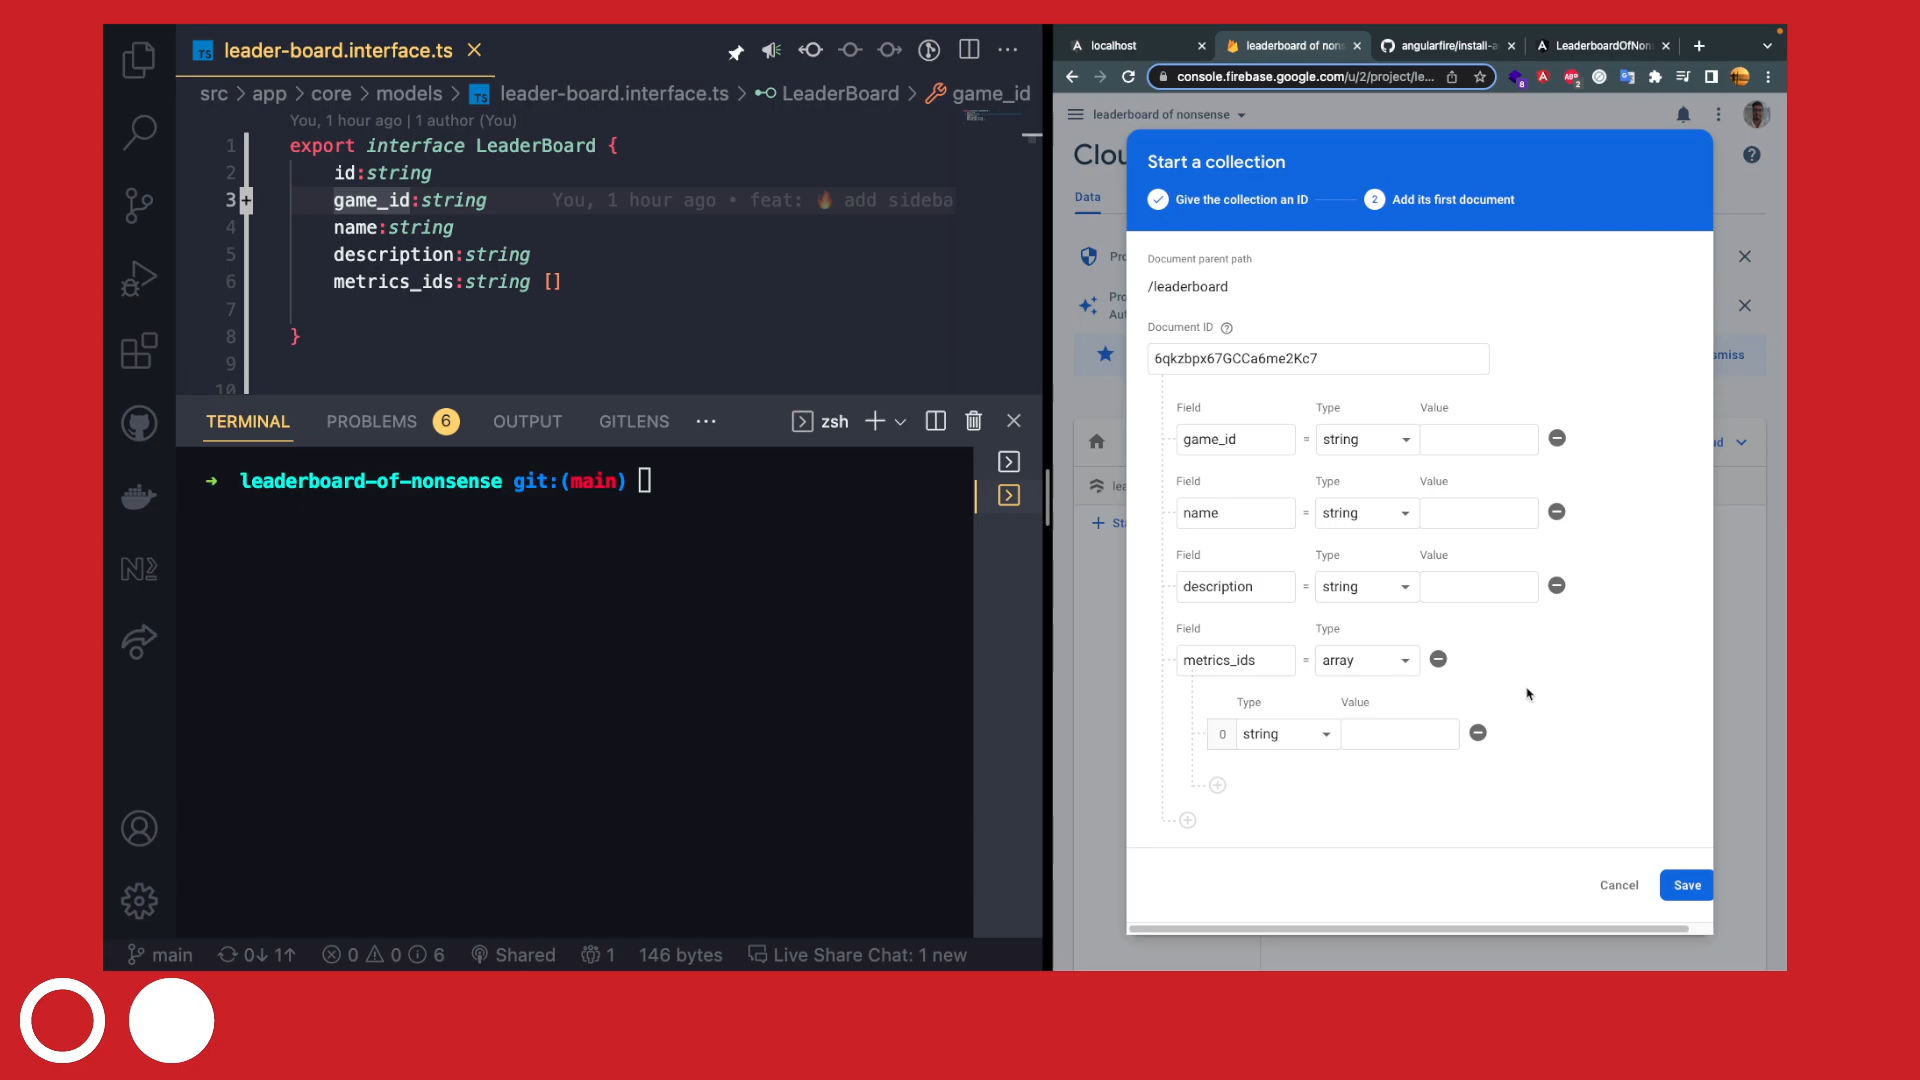 leader-board.interface.ts
src > app > core > models > leader-board.interface.ts > LeaderBoard > game_id
You, 1 hour ago | 1 author (You)
1 export interface LeaderBoard {
2 id:string
3 game_id:string You, 1 hour ago • feat: 🔥 add sideba
4 name:string
5 description:string
6 metrics_ids:string []
7
8 }
9
10
TERMINAL PROBLEMS 6 OUTPUT GITLENS ... zsh
→ leaderboard-of-nonsense git:(main)
main 0↓ 1↑ 0 0 6 Shared 1 146 bytes Live Share Chat: 1 new
localhost
leaderboard of non
angularfire/install-a
LeaderboardOfNon
console.firebase.google.com/u/2/project/le...
leaderboard of nonsense
Clou
Data
Start a collection
Give the collection an ID
2 Add its first document
Document parent path
/leaderboard
Document ID
6qkzbpx67GCCa6me2Kc7
Field Type Value
game_id = string
Field Type Value
name = string
Field Type Value
description = string
Field Type
metrics_ids = array
Type Value
0 string
Cancel
Save